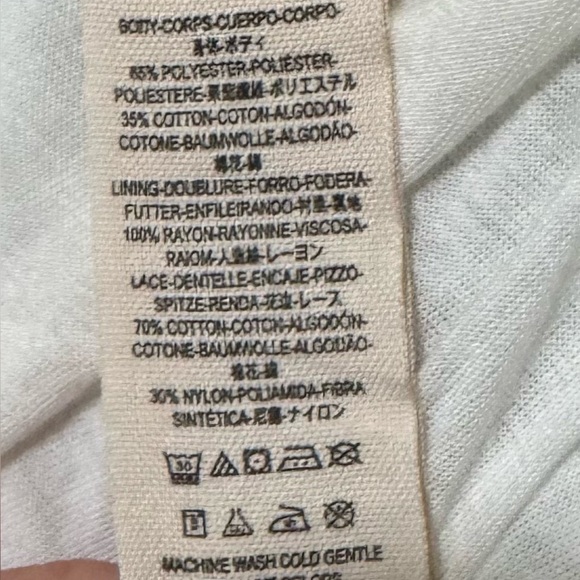 BODY-CORPS-CUERPO-CORPO-
身体-ボディ
65% POLYESTER-POLIESTER-
POLIESTERE-聚酯纖維-ポリエステル
35% COTTON-COTON-ALGODÓN-
COTONE-BAUMWOLLE-ALGODÃO-
棉花-綿
LINING-DOUBLURE-FORRO-FODERA-
FUTTER-ENFILEIRANDO-村里-裏地
100% RAYON-RAYONNE-VISCOSA-
RAIOM-人造絲-レーヨン
LACE-DENTELLE-ENCAJE-PIZZO-
SPITZE-RENDA-花边-レース
70% COTTON-COTON-ALGODÓN-
COTONE-BAUMWOLLE-ALGODÃO-
棉花-綿
30% NYLON-POLIAMIDA-FIBRA
SINTÉTICA-尼龍-ナイロン
30
MACHINE WASH COLD GENTLE